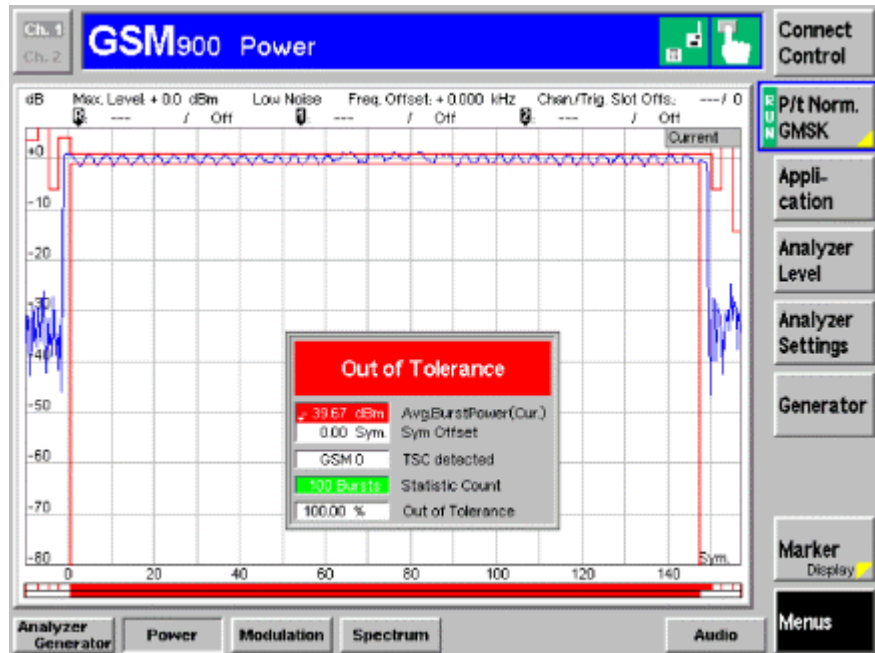 Ch. 1
Ch. 2
GSM900 Power
Connect
Control
dB Max. Level: + 0.0 dBm Low Noise Freq. Offset: + 0.000 kHz Chan./Trig. Slot Offs.: ---/ 0
--- / Off --- / Off --- / Off
Current
RUN
P/t Norm.
GMSK
Appli-
cation
Analyzer
Level
Analyzer
Settings
Generator
Marker
Display
Menus
+0
-10
-20
-30
-40
-50
-60
-70
-80
Out of Tolerance
39.67 dBm Avg.BurstPower(Cur.)
0.00 Sym. Sym Offset
GSM 0 TSC detected
100 Bursts Statistic Count
100.00 % Out of Tolerance
Sym.
0 20 40 60 80 100 120 140
Analyzer
Generator
Power
Modulation
Spectrum
Audio